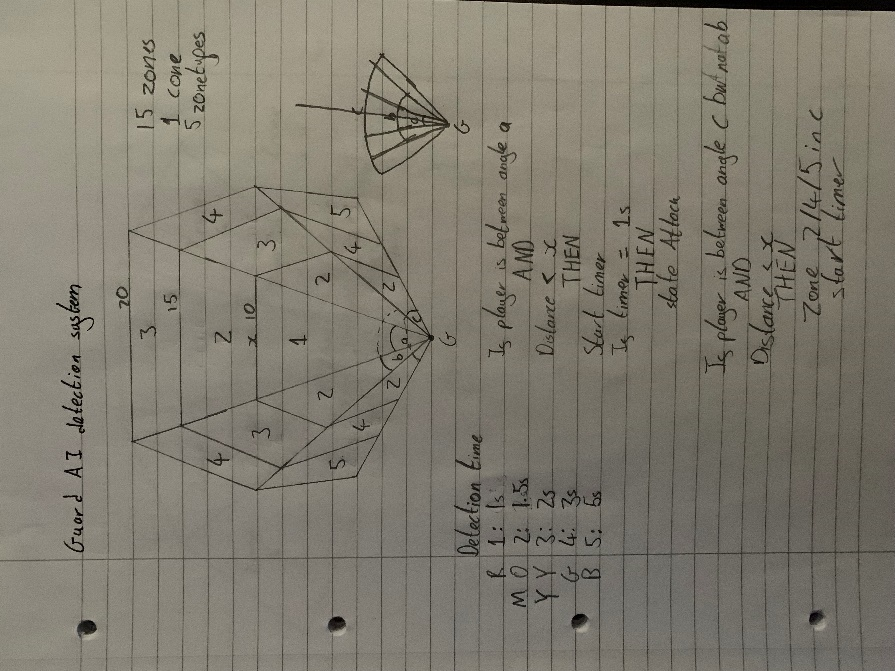 Guard AI detection system
15 zones
1 cone
5 zonetypes
20
3
15
4
4
2
3
3
x 10
1
2
2
5
4
2
b
a
c
2
4
5
G
b
a
G
Detection time
R 1: 1s
M O 2: 1.5s
Y Y 3: 2s
G 4: 3s
B 5: 5s
Is player is between angle a
AND
Distance < x
THEN
Start timer
Is timer = 1s
THEN
state Attack
Is player is between angle c but not ab
AND
Distance < x
THEN
Zone 2/4/5 in c
start timer